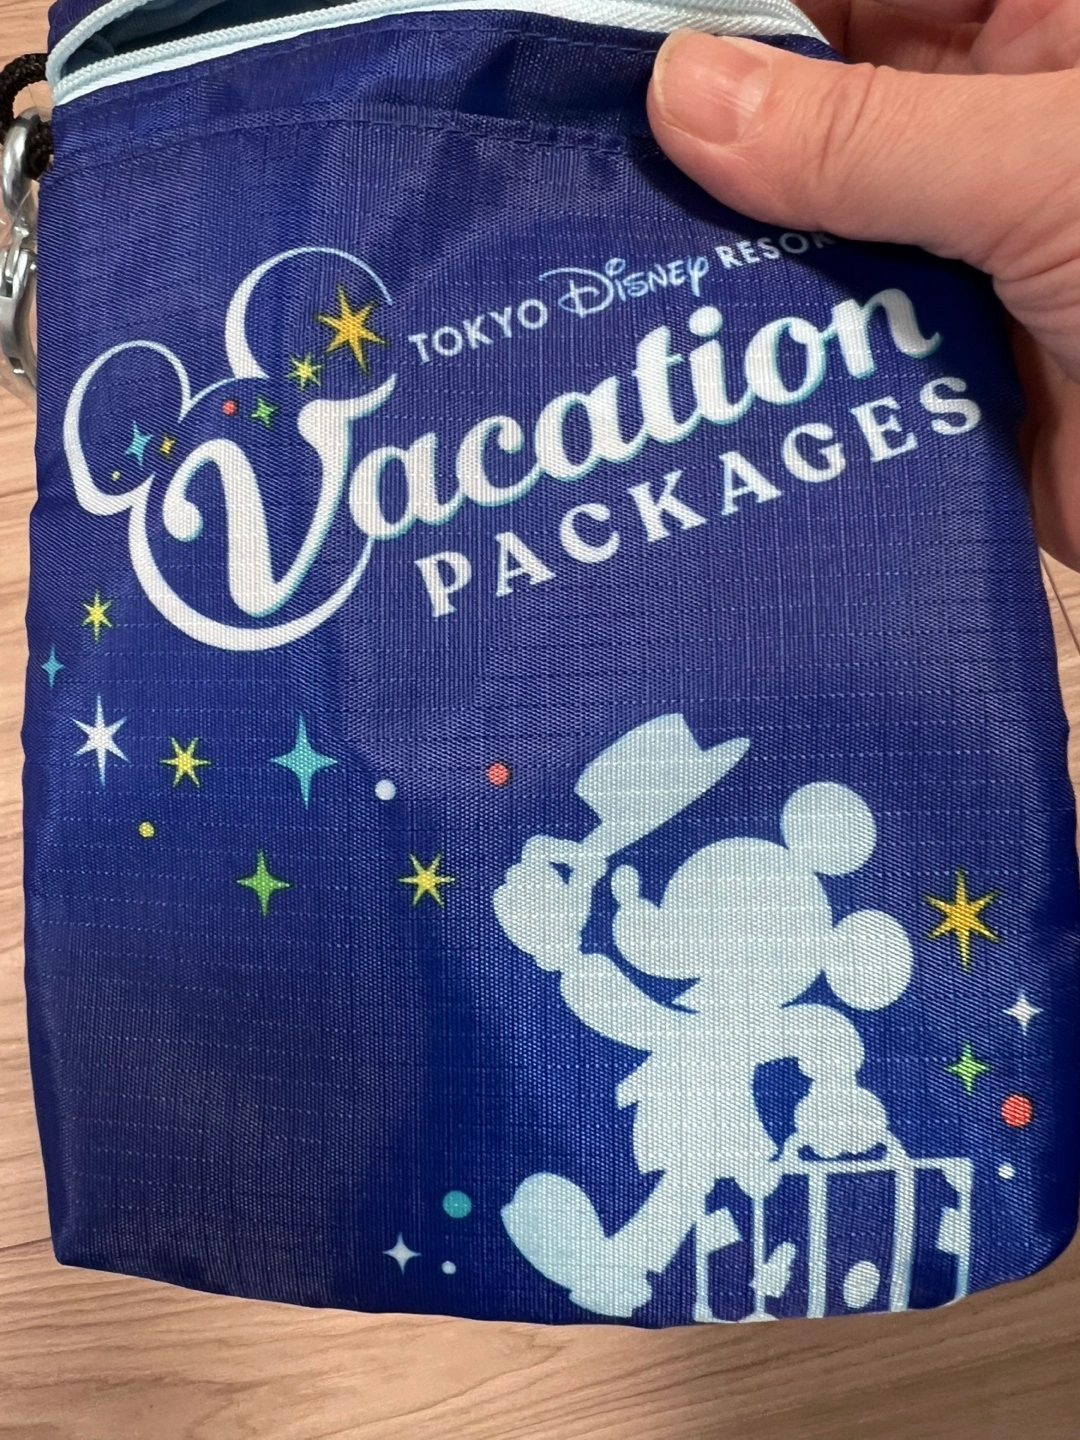 TOKYO Disney RESOR
Vacation
PACKAGES